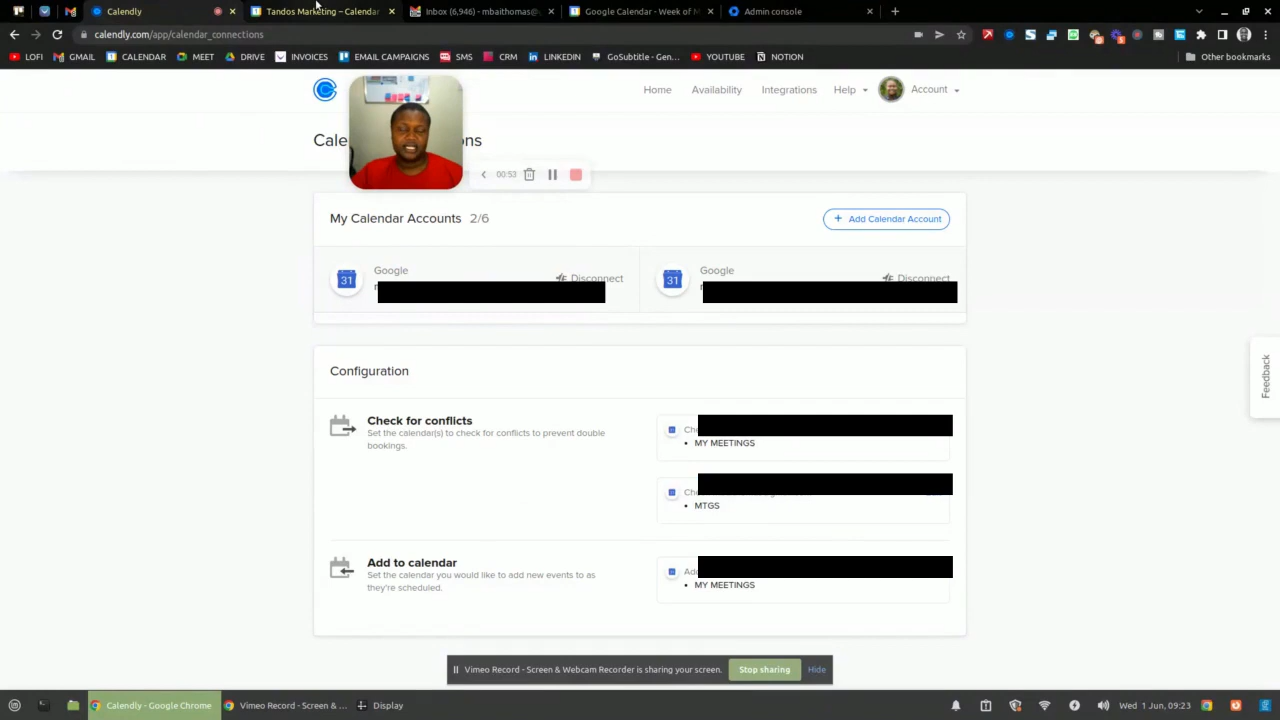 Calendly
Tandos Marketing – Calendar
Inbox (6,946) - mbaithomas@
Google Calendar - Week of M
Admin console
calendly.com/app/calendar_connections
LOFI
GMAIL
CALENDAR
MEET
DRIVE
INVOICES
EMAIL CAMPAIGNS
SMS
CRM
LINKEDIN
GoSubtitle - Gen...
YOUTUBE
NOTION
Other bookmarks
Home
Availability
Integrations
Help
Account
Cale
ns
00:53
My Calendar Accounts 2/6
+ Add Calendar Account
31
Google
Disconnect
31
Google
Disconnect
Configuration
Check for conflicts
Set the calendar(s) to check for conflicts to prevent double
bookings.
• MY MEETINGS
• MTGS
Add to calendar
Set the calendar you would like to add new events to as
they're scheduled.
• MY MEETINGS
Feedback
Vimeo Record - Screen & Webcam Recorder is sharing your screen.
Stop sharing
Hide
Calendly - Google Chrome
Vimeo Record - Screen & ...
Display
Wed 1 Jun, 09:23